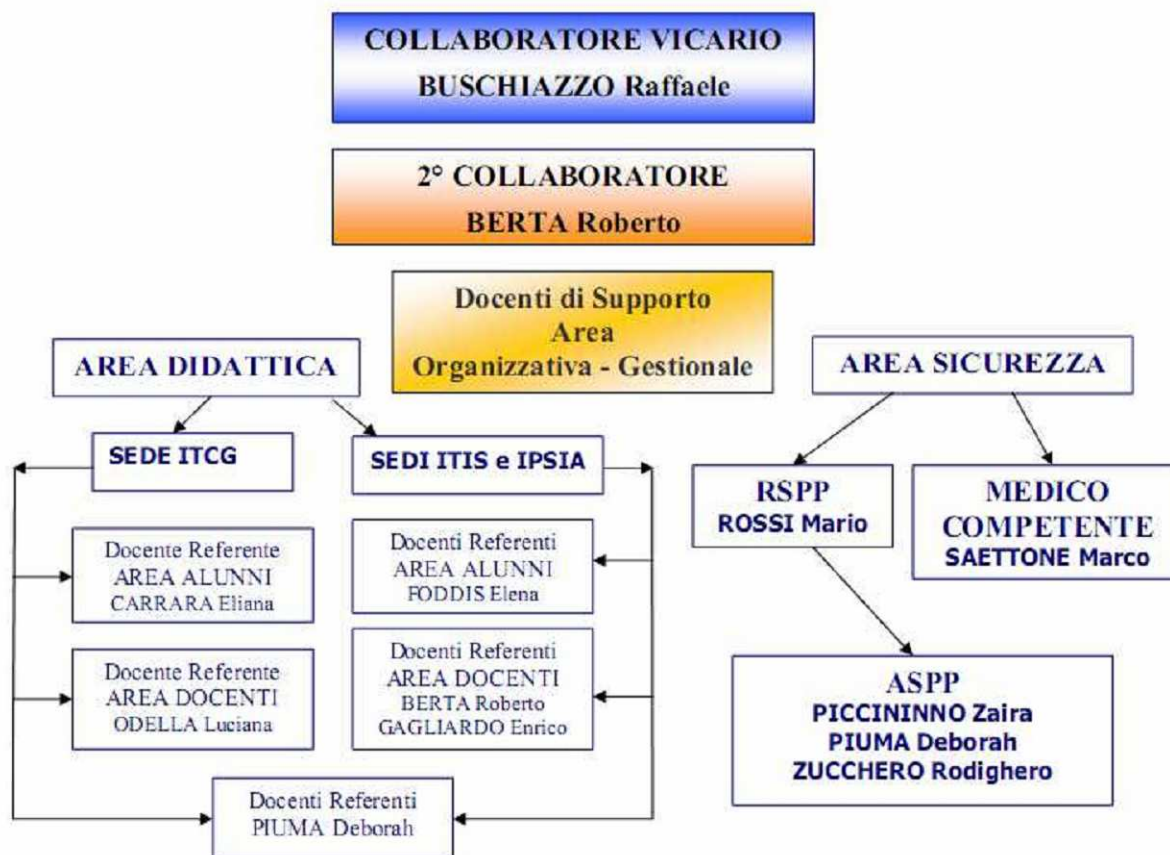 COLLABORATORE VICARIO
BUSCHIAZZO Raffaele
2° COLLABORATORE
BERTA Roberto
Docenti di Supporto
Area
Organizzativa - Gestionale
AREA DIDATTICA
SEDE ITCG
SEDI ITIS e IPSIA
Docente Referente
AREA ALUNNI
CARRARA Eliana
Docenti Referenti
AREA ALUNNI
FODDIS Elena
Docente Referente
AREA DOCENTI
ODELLA Luciana
Docenti Referenti
AREA DOCENTI
BERTA Roberto
GAGLIARDO Enrico
Docenti Referenti
PIUMA Deborah
AREA SICUREZZA
RSPP
ROSSI Mario
MEDICO
COMPETENTE
SAETTONE Marco
ASPP
PICCININNO Zaira
PIUMA Deborah
ZUCCHERO Rodighero